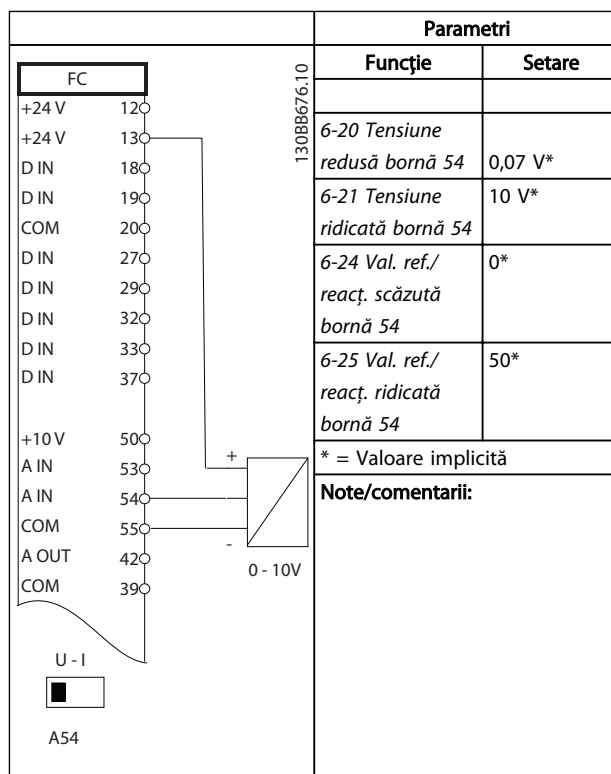 Parametri
Funcţie Setare
6-20 Tensiune
redusă bornă 54 0,07 V*
6-21 Tensiune 10 V*
ridicată bornă 54
6-24 Val. ref./ 0*
reacţ. scăzută
bornă 54
6-25 Val. ref./ 50*
reacţ. ridicată
bornă 54
* = Valoare implicită
Note/comentarii:
FC
+24 V 12
+24 V 13
D IN 18
D IN 19
COM 20
D IN 27
D IN 29
D IN 32
D IN 33
D IN 37
+10 V 50
A IN 53
A IN 54
COM 55
A OUT 42
COM 39
+
-
0 - 10V
U - I
A54
130BB676.10